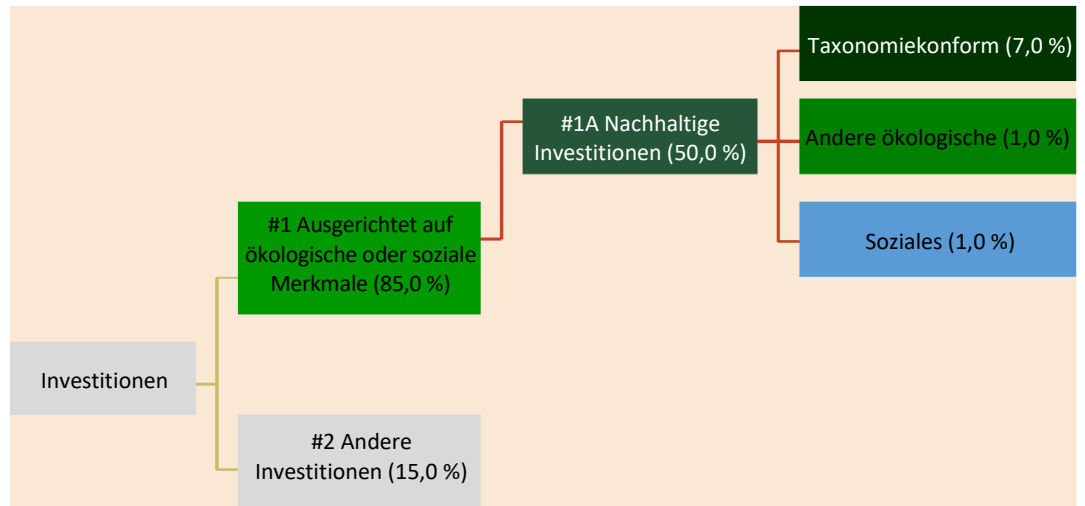 Taxonomiekonform (7,0 %)
#1A Nachhaltige
Investitionen (50,0 %)
Andere ökologische (1,0 %)
#1 Ausgerichtet auf
ökologische oder soziale
Merkmale (85,0 %)
Soziales (1,0 %)
Investitionen
#2 Andere
Investitionen (15,0 %)